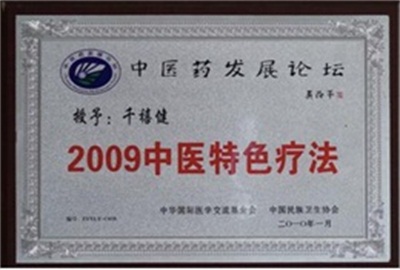 中医药发展论坛
授予：千禧健
2009中医特色疗法
中华国际医学交流基金会 中国民族卫生协会
二〇一〇年一月